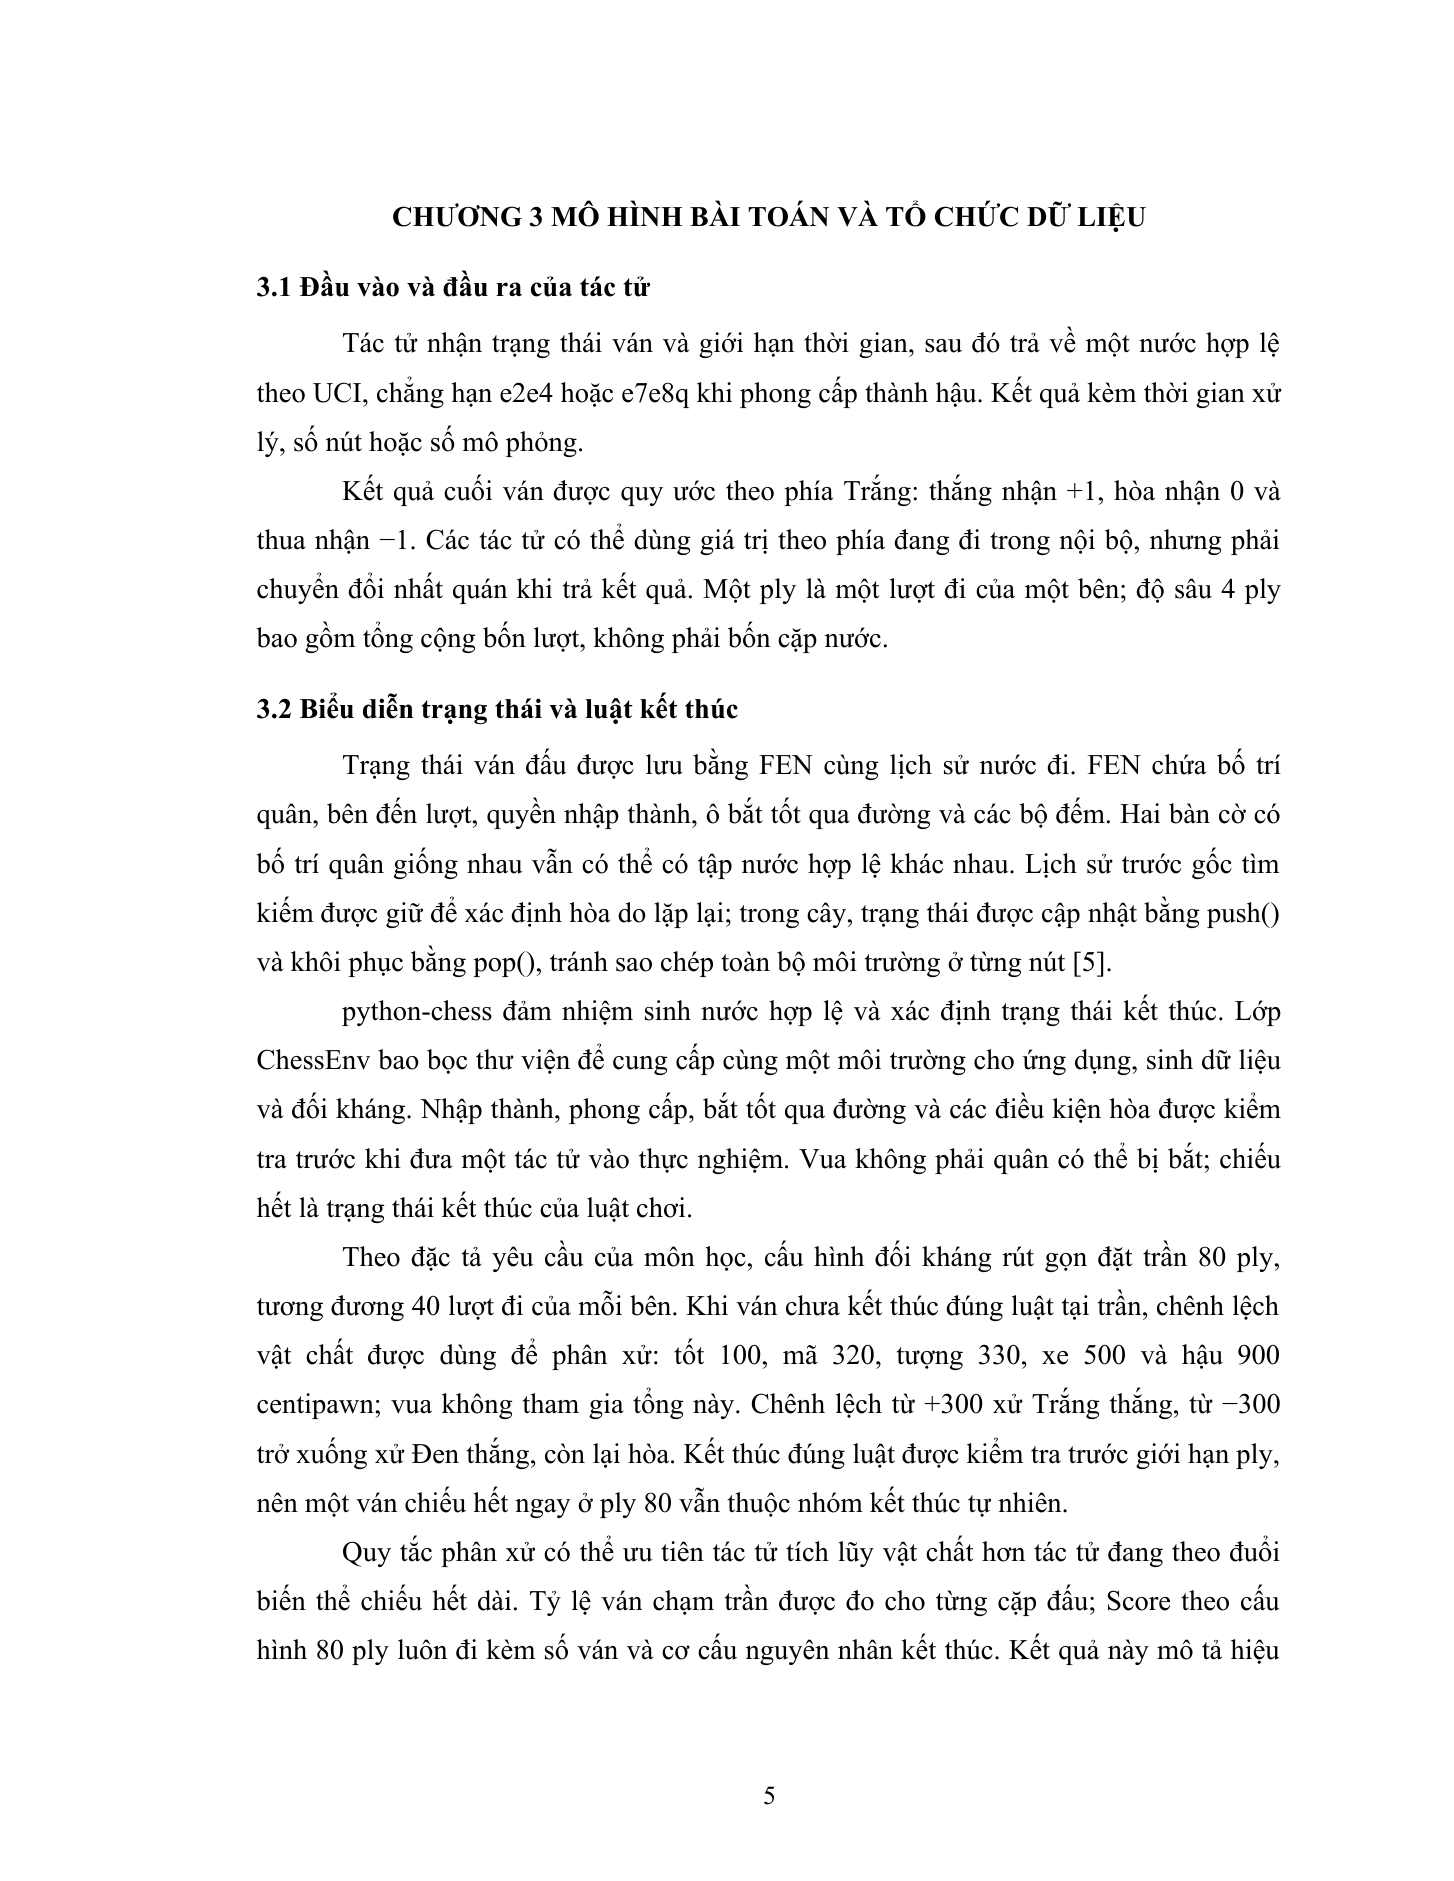 CHƯƠNG 3 MÔ HÌNH BÀI TOÁN VÀ TỔ CHỨC DỮ LIỆU
3.1 Đầu vào và đầu ra của tác tử
Tác tử nhận trạng thái ván và giới hạn thời gian, sau đó trả về một nước hợp lệ
theo UCI, chẳng hạn e2e4 hoặc e7e8q khi phong cấp thành hậu. Kết quả kèm thời gian xử
lý, số nút hoặc số mô phỏng.
Kết quả cuối ván được quy ước theo phía Trắng: thắng nhận +1, hòa nhận 0 và
thua nhận −1. Các tác tử có thể dùng giá trị theo phía đang đi trong nội bộ, nhưng phải
chuyển đổi nhất quán khi trả kết quả. Một ply là một lượt đi của một bên; độ sâu 4 ply
bao gồm tổng cộng bốn lượt, không phải bốn cặp nước.
3.2 Biểu diễn trạng thái và luật kết thúc
Trạng thái ván đấu được lưu bằng FEN cùng lịch sử nước đi. FEN chứa bố trí
quân, bên đến lượt, quyền nhập thành, ô bắt tốt qua đường và các bộ đếm. Hai bàn cờ có
bố trí quân giống nhau vẫn có thể có tập nước hợp lệ khác nhau. Lịch sử trước gốc tìm
kiếm được giữ để xác định hòa do lặp lại; trong cây, trạng thái được cập nhật bằng push()
và khôi phục bằng pop(), tránh sao chép toàn bộ môi trường ở từng nút [5].
python-chess đảm nhiệm sinh nước hợp lệ và xác định trạng thái kết thúc. Lớp
ChessEnv bao bọc thư viện để cung cấp cùng một môi trường cho ứng dụng, sinh dữ liệu
và đối kháng. Nhập thành, phong cấp, bắt tốt qua đường và các điều kiện hòa được kiểm
tra trước khi đưa một tác tử vào thực nghiệm. Vua không phải quân có thể bị bắt; chiếu
hết là trạng thái kết thúc của luật chơi.
Theo đặc tả yêu cầu của môn học, cấu hình đối kháng rút gọn đặt trần 80 ply,
tương đương 40 lượt đi của mỗi bên. Khi ván chưa kết thúc đúng luật tại trần, chênh lệch
vật chất được dùng để phân xử: tốt 100, mã 320, tượng 330, xe 500 và hậu 900
centipawn; vua không tham gia tổng này. Chênh lệch từ +300 xử Trắng thắng, từ −300
trở xuống xử Đen thắng, còn lại hòa. Kết thúc đúng luật được kiểm tra trước giới hạn ply,
nên một ván chiếu hết ngay ở ply 80 vẫn thuộc nhóm kết thúc tự nhiên.
Quy tắc phân xử có thể ưu tiên tác tử tích lũy vật chất hơn tác tử đang theo đuổi
biến thể chiếu hết dài. Tỷ lệ ván chạm trần được đo cho từng cặp đấu; Score theo cấu
hình 80 ply luôn đi kèm số ván và cơ cấu nguyên nhân kết thúc. Kết quả này mô tả hiệu
5